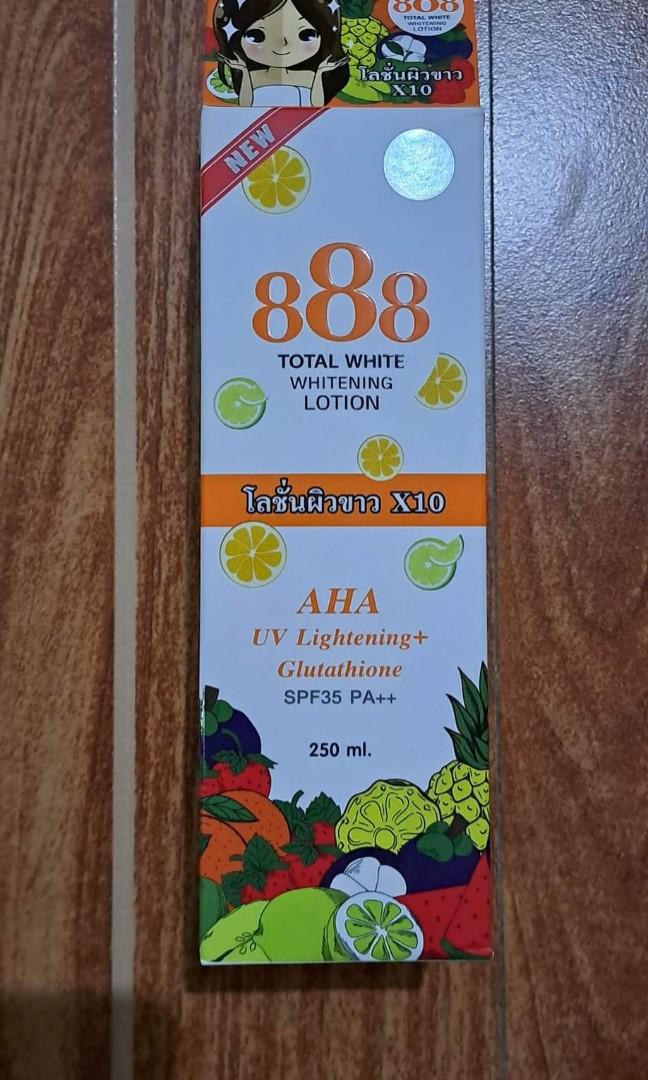 888
TOTAL WHITE
WHITENING
LOTION
โลชั่นผิวขาว
X10
NEW
888
TOTAL WHITE
WHITENING
LOTION
โลชั่นผิวขาว X10
AHA
UV Lightening+
Glutathione
SPF35 PA++
250 ml.